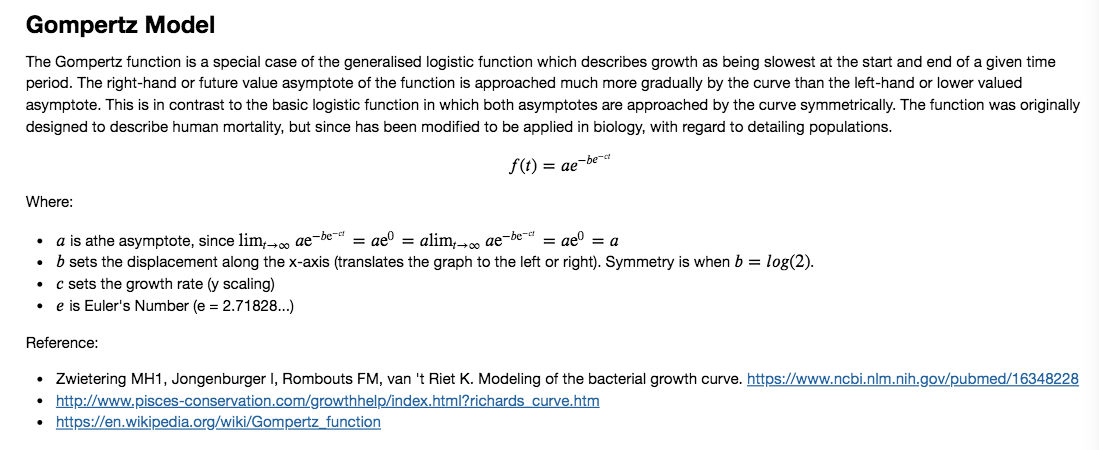 Gompertz Model
The Gompertz function is a special case of the generalised logistic function which describes growth as being slowest at the start and end of a given time
period. The right-hand or future value asymptote of the function is approached much more gradually by the curve than the left-hand or lower valued
asymptote. This is in contrast to the basic logistic function in which both asymptotes are approached by the curve symmetrically. The function was originally
designed to describe human mortality, but since has been modified to be applied in biology, with regard to detailing populations.
f(t) = ae^{-be^{-ct}}
Where:
• a is athe asymptote, since lim_{t→∞} ae^{-be^{-ct}} = ae^0 = alim_{t→∞} ae^{-be^{-ct}} = ae^0 = a
• b sets the displacement along the x-axis (translates the graph to the left or right). Symmetry is when b = log(2).
• c sets the growth rate (y scaling)
• e is Euler's Number (e = 2.71828...)
Reference:
• Zwietering MH1, Jongenburger I, Rombouts FM, van 't Riet K. Modeling of the bacterial growth curve. https://www.ncbi.nlm.nih.gov/pubmed/16348228
• http://www.pisces-conservation.com/growthhelp/index.html?richards_curve.htm
• https://en.wikipedia.org/wiki/Gompertz_function